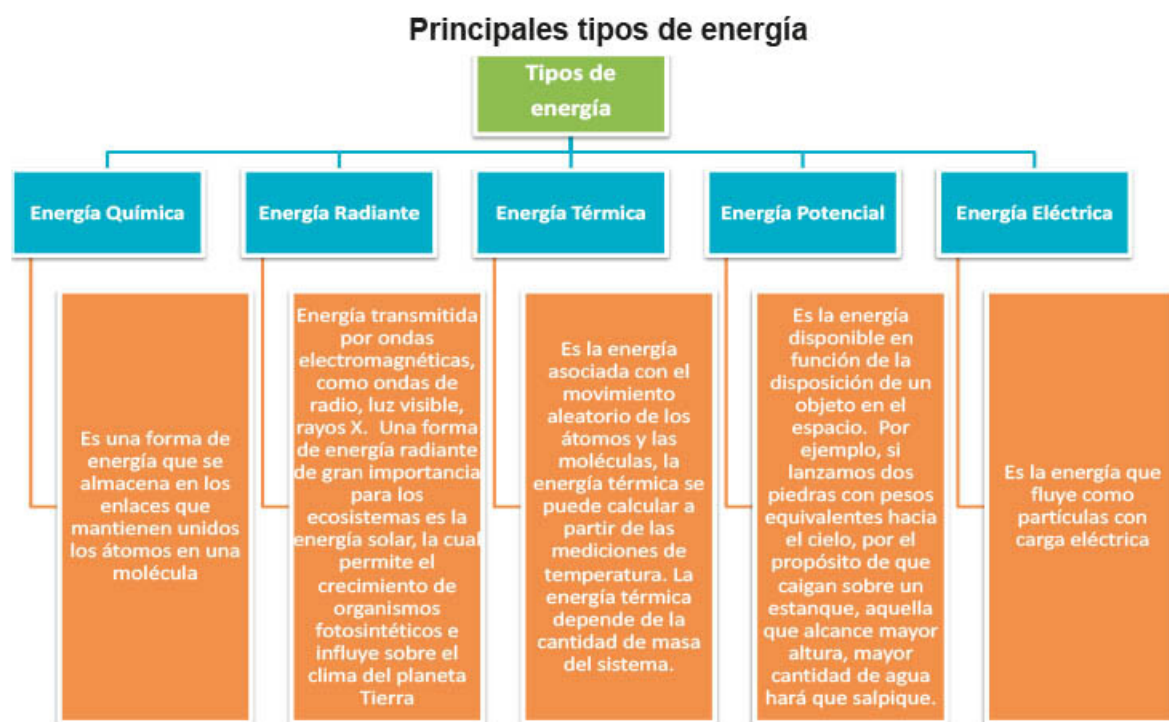 Principales tipos de energía
Tipos de
energía
Energía Química
Energía Radiante
Energía Térmica
Energía Potencial
Energía Eléctrica
Es una forma de
energía que se
almacena en los
enlaces que
mantienen unidos
los átomos en una
molécula
Energía transmitida
por ondas
electromagnéticas,
como ondas de
radio, luz visible,
rayos X. Una forma
de energía radiante
de gran importancia
para los
ecosistemas es la
energía solar, la cual
permite el
crecimiento de
organismos
fotosintéticos e
influye sobre el
clima del planeta
Tierra
Es la energía
asociada con el
movimiento
aleatorio de los
átomos y las
moléculas, la
energía térmica se
puede calcular a
partir de las
mediciones de
temperatura. La
energía térmica
depende de la
cantidad de masa
del sistema.
Es la energía
disponible en
función de la
disposición de un
objeto en el
espacio. Por
ejemplo, si
lanzamos dos
piedras con pesos
equivalentes hacia
el cielo, por el
propósito de que
caigan sobre un
estanque, aquella
que alcance mayor
altura, mayor
cantidad de agua
hará que salpique.
Es la energía que
fluye como
partículas con
carga eléctrica